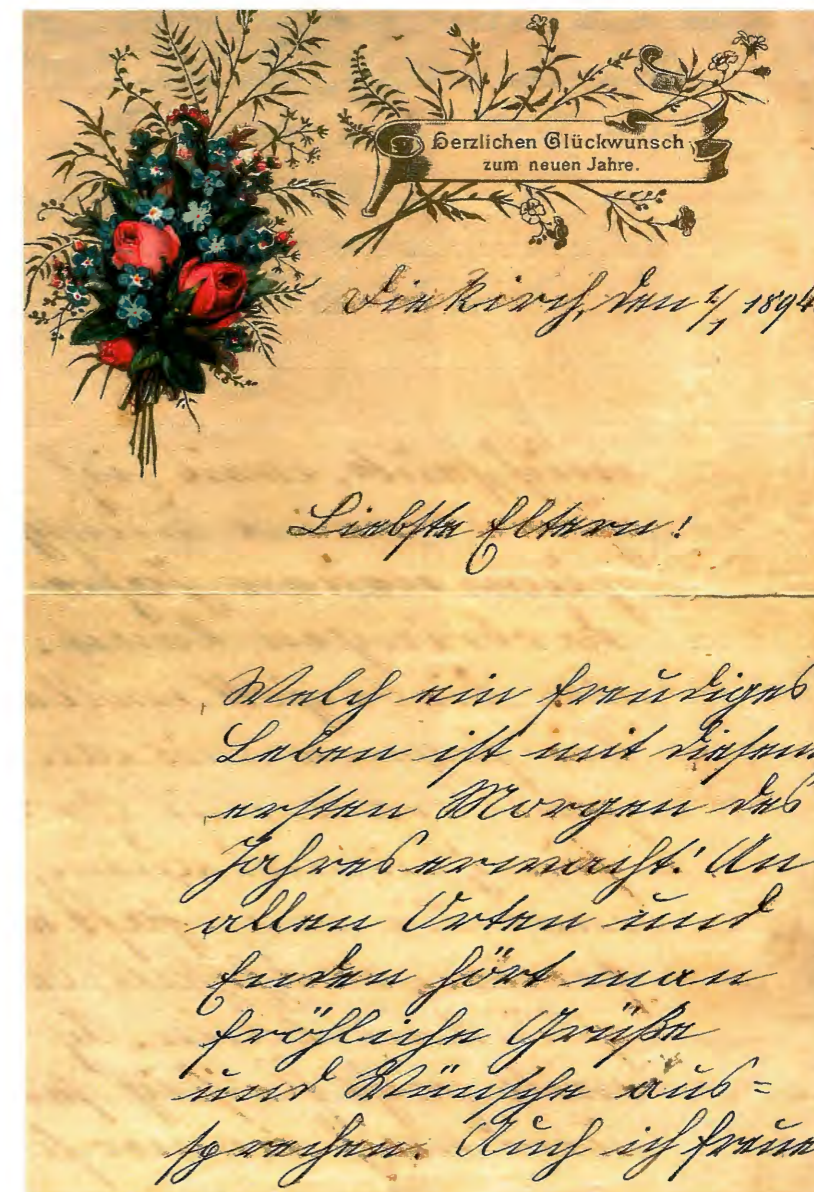 Herzlichen Glückwunsch
zum neuen Jahre.
Diekirch, den 1/1 1894
Liebste Eltern!
Welch ein freudiges
Leben ist mit diesem
ersten Morgen des
Jahres erwacht! An
allen Orten und
Enden hört man
fröhliche Grüße
und Wünsche aus=
sprechen. Auch ich freue